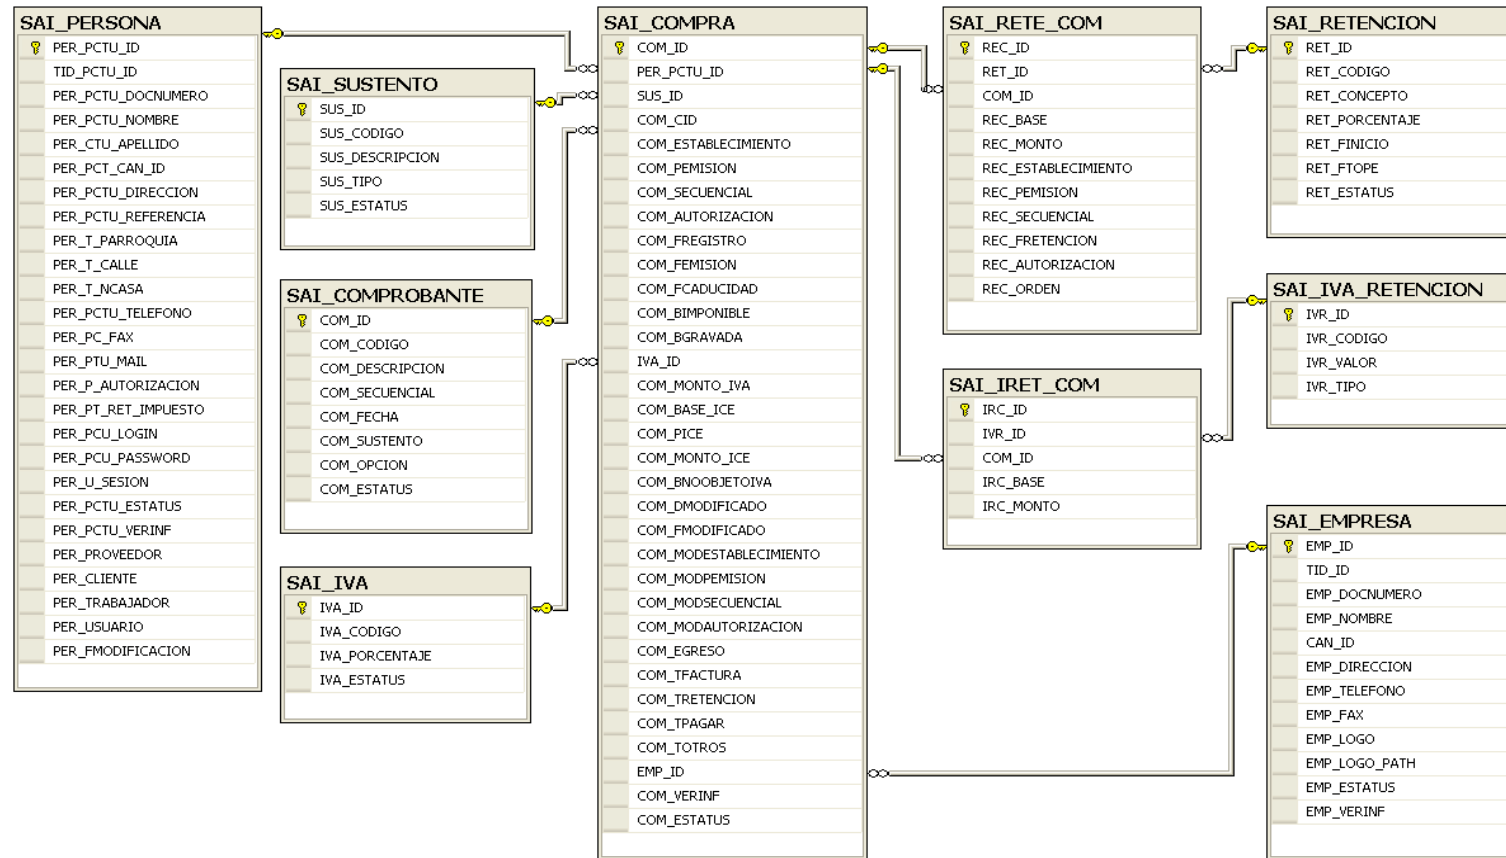 SAI_PERSONA
PER_PCTU_ID
TID_PCTU_ID
PER_PCTU_DOCNUMERO
PER_PCTU_NOMBRE
PER_CTU_APELLIDO
PER_PCT_CAN_ID
PER_PCTU_DIRECCION
PER_PCTU_REFERENCIA
PER_T_PARROQUIA
PER_T_CALLE
PER_T_NCASA
PER_PCTU_TELEFONO
PER_PC_FAX
PER_PTU_MAIL
PER_P_AUTORIZACION
PER_PT_RET_IMPUESTO
PER_PCU_LOGIN
PER_PCU_PASSWORD
PER_U_SESION
PER_PCTU_ESTATUS
PER_PCTU_VERINF
PER_PROVEEDOR
PER_CLIENTE
PER_TRABAJADOR
PER_USUARIO
PER_FMODIFICACION
SAI_SUSTENTO
SUS_ID
SUS_CODIGO
SUS_DESCRIPCION
SUS_TIPO
SUS_ESTATUS
SAI_COMPROBANTE
COM_ID
COM_CODIGO
COM_DESCRIPCION
COM_SECUENCIAL
COM_FECHA
COM_SUSTENTO
COM_OPCION
COM_ESTATUS
SAI_IVA
IVA_ID
IVA_CODIGO
IVA_PORCENTAJE
IVA_ESTATUS
SAI_COMPRA
COM_ID
PER_PCTU_ID
SUS_ID
COM_CID
COM_ESTABLECIMIENTO
COM_PEMISION
COM_SECUENCIAL
COM_AUTORIZACION
COM_FREGISTRO
COM_FEMISION
COM_FCADUCIDAD
COM_BIMPONIBLE
COM_BGRAVADA
IVA_ID
COM_MONTO_IVA
COM_BASE_ICE
COM_PICE
COM_MONTO_ICE
COM_BNOOBJETOIVA
COM_DMODIFICADO
COM_FMODIFICADO
COM_MODESTABLECIMIENTO
COM_MODPEMISION
COM_MODSECUENCIAL
COM_MODAUTORIZACION
COM_EGRESO
COM_TFACTURA
COM_TRETENCION
COM_TPAGAR
COM_TOTROS
EMP_ID
COM_VERINF
COM_ESTATUS
SAI_RETE_COM
REC_ID
RET_ID
COM_ID
REC_BASE
REC_MONTO
REC_ESTABLECIMIENTO
REC_PEMISION
REC_SECUENCIAL
REC_FRETENCION
REC_AUTORIZACION
REC_ORDEN
SAI_IRET_COM
IRC_ID
IVR_ID
COM_ID
IRC_BASE
IRC_MONTO
SAI_RETENCION
RET_ID
RET_CODIGO
RET_CONCEPTO
RET_PORCENTAJE
RET_FINICIO
RET_FTOPE
RET_ESTATUS
SAI_IVA_RETENCION
IVR_ID
IVR_CODIGO
IVR_VALOR
IVR_TIPO
SAI_EMPRESA
EMP_ID
TID_ID
EMP_DOCNUMERO
EMP_NOMBRE
CAN_ID
EMP_DIRECCION
EMP_TELEFONO
EMP_FAX
EMP_LOGO
EMP_LOGO_PATH
EMP_ESTATUS
EMP_VERINF